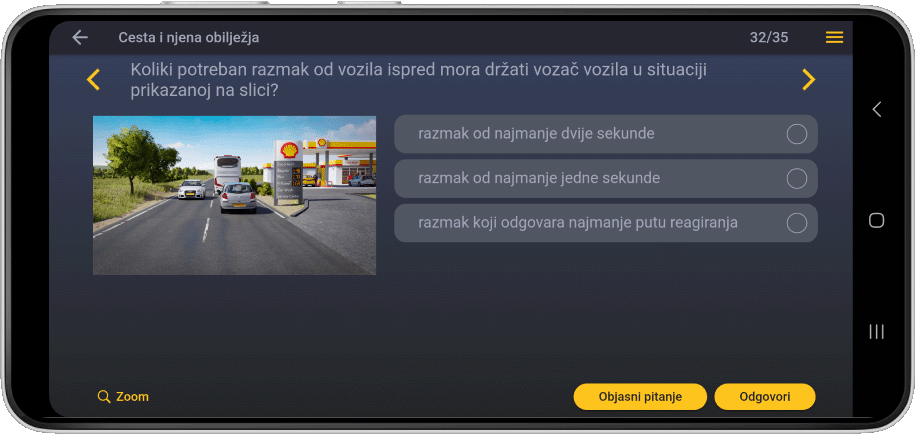 Cesta i njena obilježja
32/35
Koliki potreban razmak od vozila ispred mora držati vozač vozila u situaciji
prikazanoj na slici?
razmak od najmanje dvije sekunde
razmak od najmanje jedne sekunde
razmak koji odgovara najmanje putu reagiranja
Zoom
Objasni pitanje
Odgovori